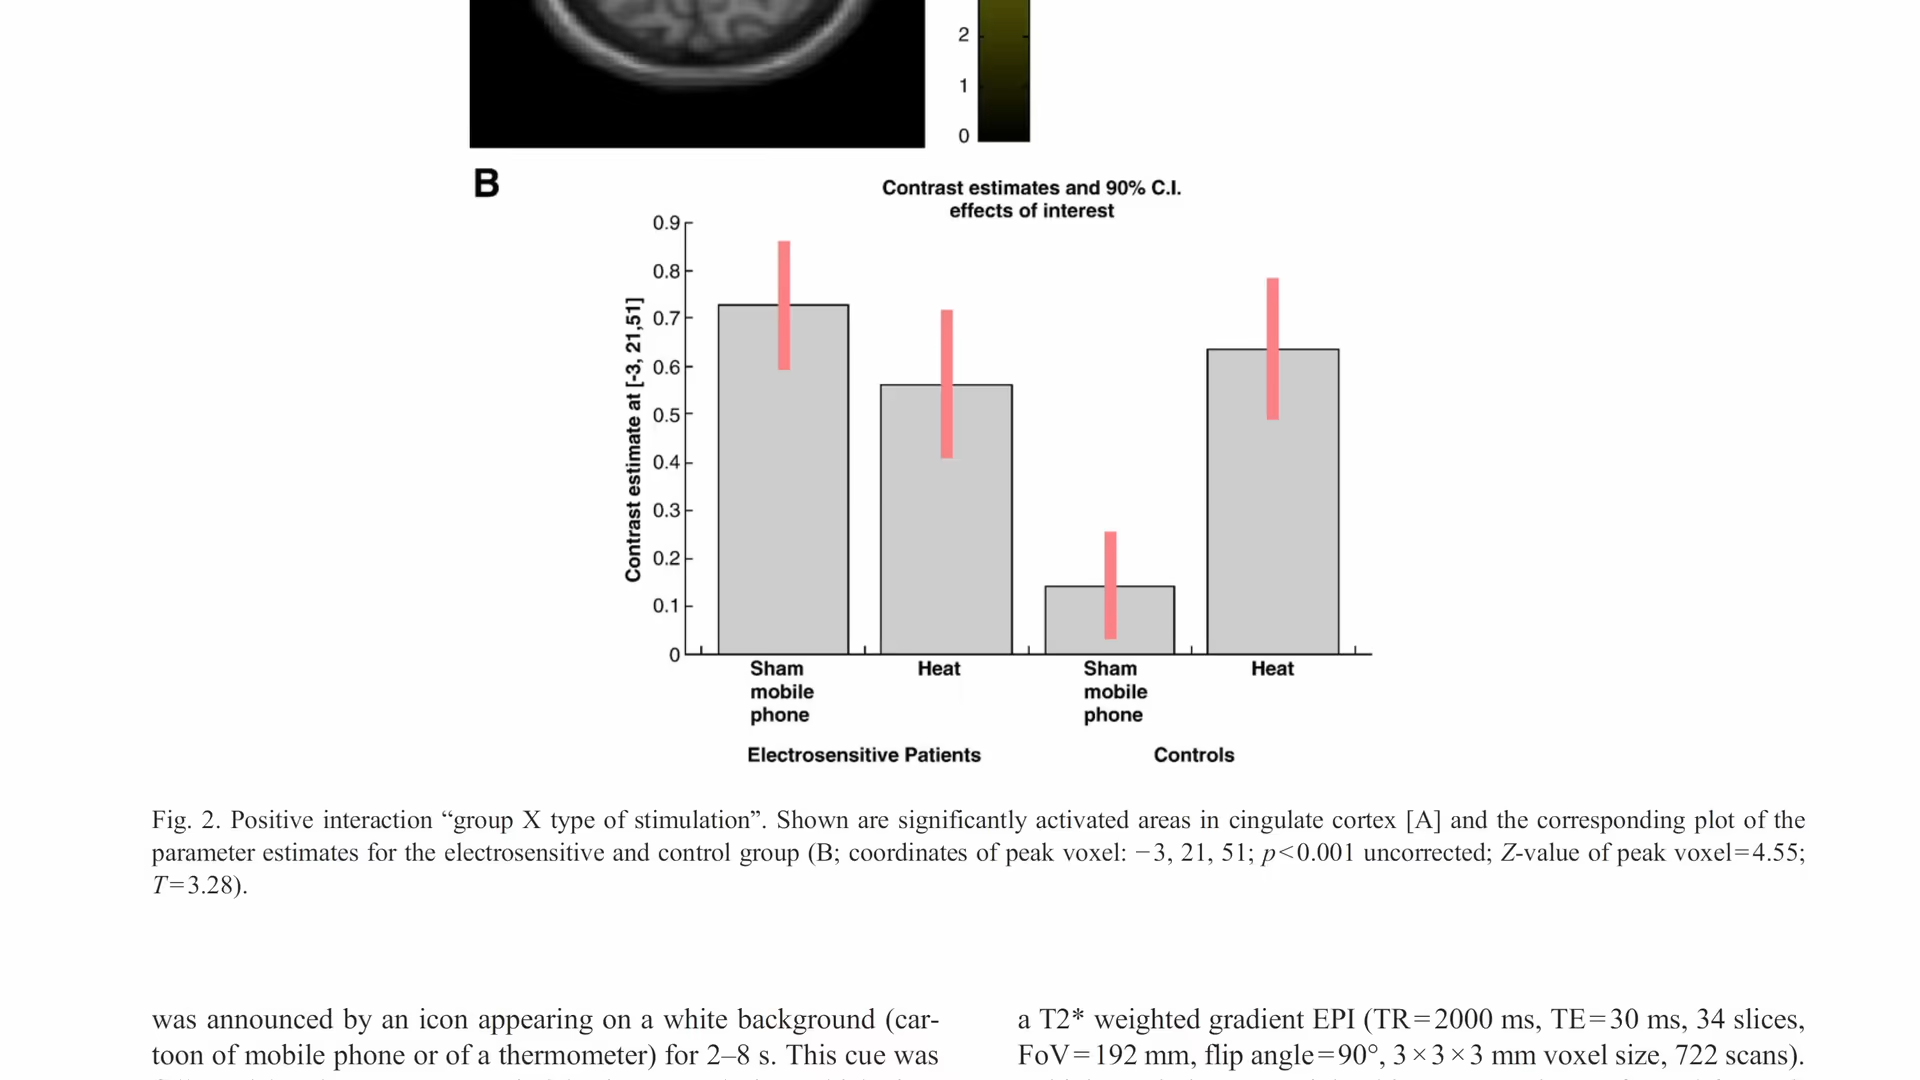 2
1
0
B
Contrast estimates and 90% C.I.
effects of interest
Contrast estimate at [-3, 21,51]
0.9
0.8
0.7
0.6
0.5
0.4
0.3
0.2
0.1
0
Sham
mobile
phone
Heat
Sham
mobile
phone
Heat
Electrosensitive Patients
Controls
Fig. 2. Positive interaction “group X type of stimulation”. Shown are significantly activated areas in cingulate cortex [A] and the corresponding plot of the
parameter estimates for the electrosensitive and control group (B; coordinates of peak voxel: −3, 21, 51; p<0.001 uncorrected; Z-value of peak voxel=4.55;
T=3.28).
was announced by an icon appearing on a white background (car-
toon of mobile phone or of a thermometer) for 2–8 s. This cue was
a T2* weighted gradient EPI (TR=2000 ms, TE=30 ms, 34 slices,
FoV=192 mm, flip angle=90°, 3×3×3 mm voxel size, 722 scans).